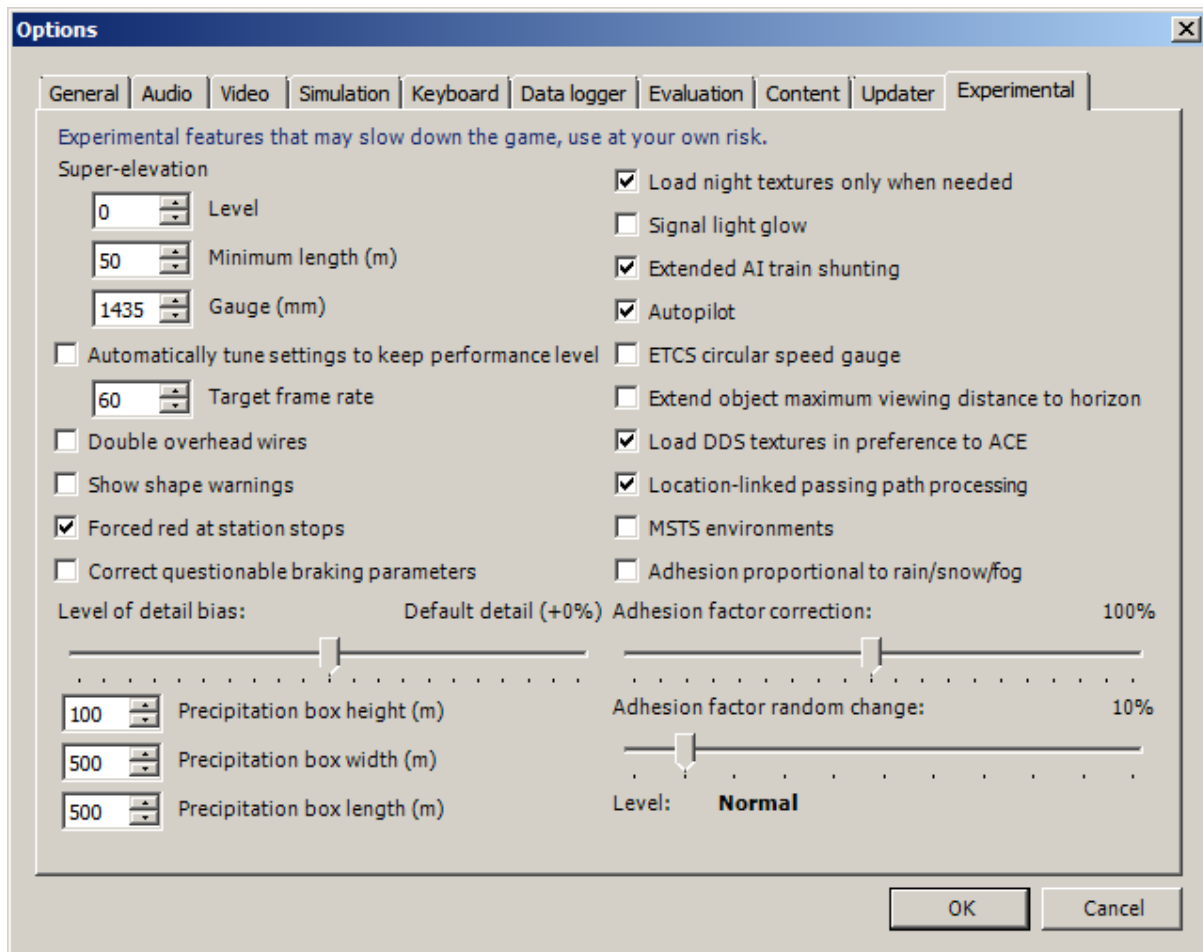 Options
General Audio Video Simulation Keyboard Data logger Evaluation Content Updater Experimental
Experimental features that may slow down the game, use at your own risk.
Super-elevation
0 Level
50 Minimum length (m)
1435 Gauge (mm)
Automatically tune settings to keep performance level
60 Target frame rate
Double overhead wires
Show shape warnings
Forced red at station stops
Correct questionable braking parameters
Level of detail bias: Default detail (+0%)
100 Precipitation box height (m)
500 Precipitation box width (m)
500 Precipitation box length (m)
Load night textures only when needed
Signal light glow
Extended AI train shunting
Autopilot
ETCS circular speed gauge
Extend object maximum viewing distance to horizon
Load DDS textures in preference to ACE
Location-linked passing path processing
MSTS environments
Adhesion proportional to rain/snow/fog
Adhesion factor correction: 100%
Adhesion factor random change: 10%
Level: Normal
OK Cancel